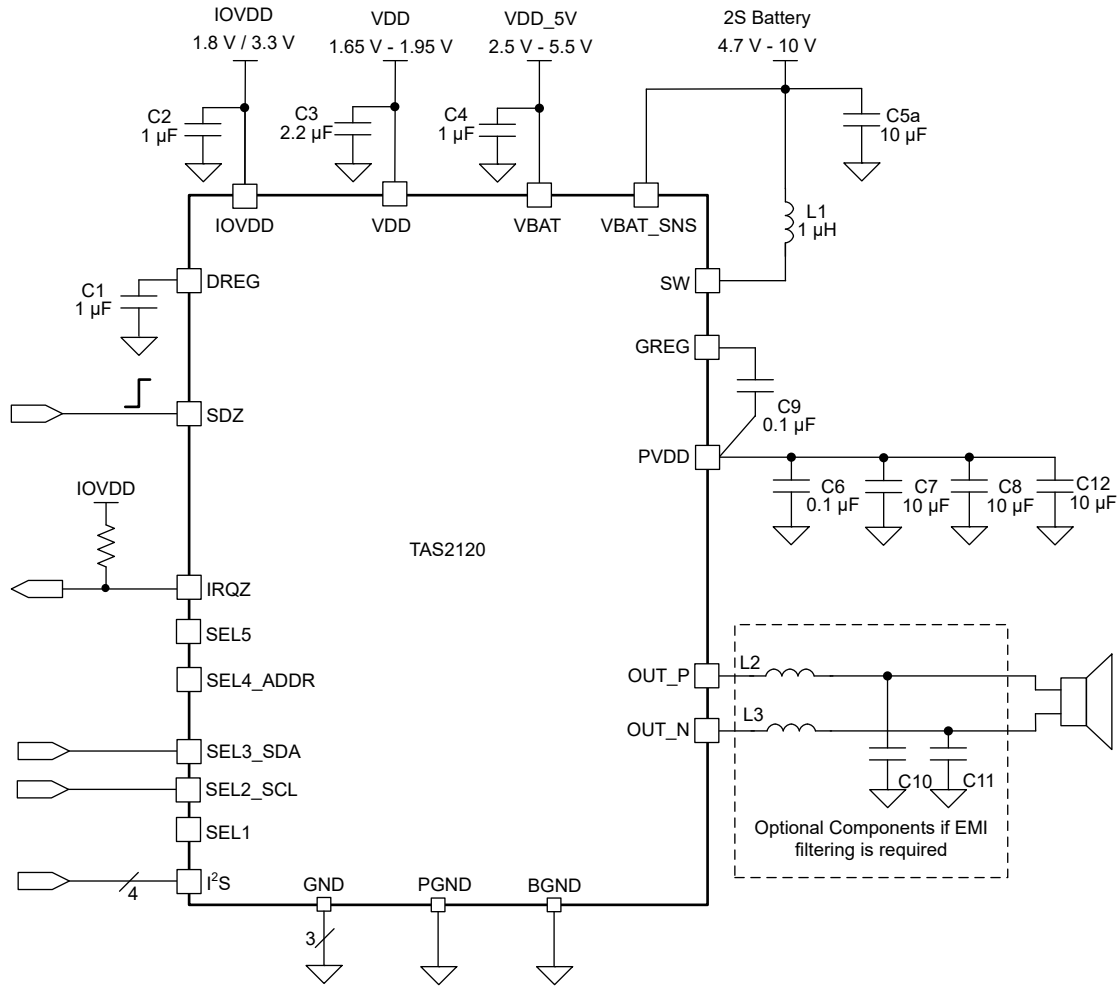 IOVDD
1.8 V / 3.3 V
VDD
1.65 V - 1.95 V
VDD_5V
2.5 V - 5.5 V
2S Battery
4.7 V - 10 V
C2
1 µF
C3
2.2 µF
C4
1 µF
C5a
10 µF
L1
1 µH
IOVDD
VDD
VBAT
VBAT_SNS
C1
1 µF
DREG
SW
GREG
C9
0.1 µF
SDZ
PVDD
C6
0.1 µF
C7
10 µF
C8
10 µF
C12
10 µF
IOVDD
TAS2120
IRQZ
SEL5
SEL4_ADDR
SEL3_SDA
SEL2_SCL
SEL1
I²S
4
OUT_P
L2
OUT_N
L3
C10
C11
Optional Components if EMI
filtering is required
GND
PGND
BGND
3